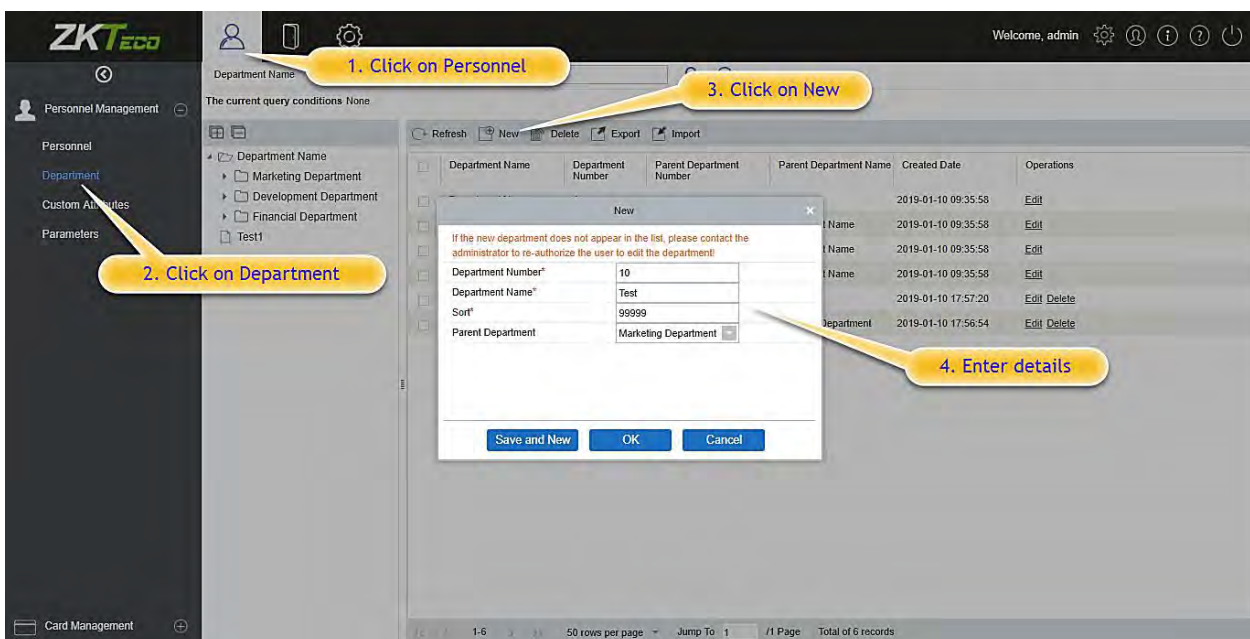 ZKTECO
Welcome, admin
1. Click on Personnel
Department Name
3. Click on New
The current query conditions None
Personnel Management
Personnel
Department
Custom Attributes
Parameters
2. Click on Department
Department Name
Marketing Department
Development Department
Financial Department
Test1
Refresh New Delete Export Import
Department Name Department Number Parent Department Number Parent Department Name Created Date Operations
2019-01-10 09:35:58 Edit
t Name 2019-01-10 09:35:58 Edit
t Name 2019-01-10 09:35:58 Edit
t Name 2019-01-10 09:35:58 Edit
2019-01-10 17:57:20 Edit Delete
Department 2019-01-10 17:56:54 Edit Delete
New
If the new department does not appear in the list, please contact the
administrator to re-authorize the user to edit the department!
Department Number* 10
Department Name* Test
Sort* 99999
Parent Department Marketing Department
4. Enter details
Save and New OK Cancel
Card Management
1-6 50 rows per page Jump To 1 /1 Page Total of 6 records